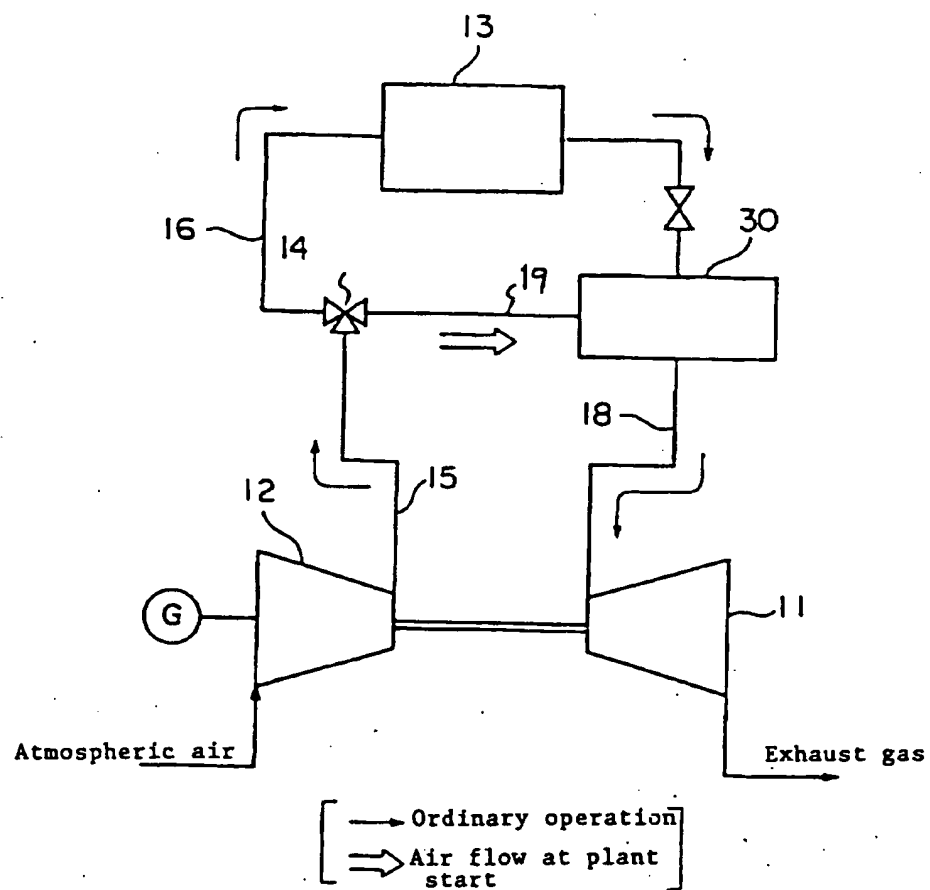 13
16
14
30
19
18
12
15
G
11
Atmospheric air
Exhaust gas
Ordinary operation
Air flow at plant
start